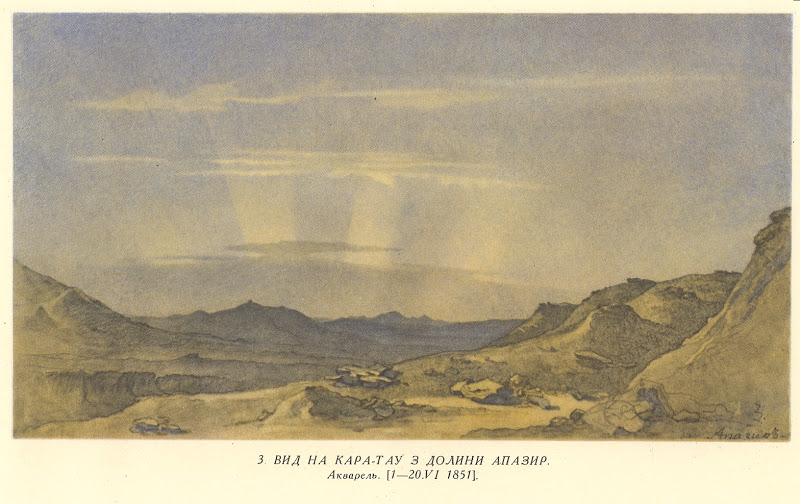 3. ВИД НА КАРА-ТАУ З ДОЛИНИ АПАЗИР.
Акварель. [1—20.VI 1851].